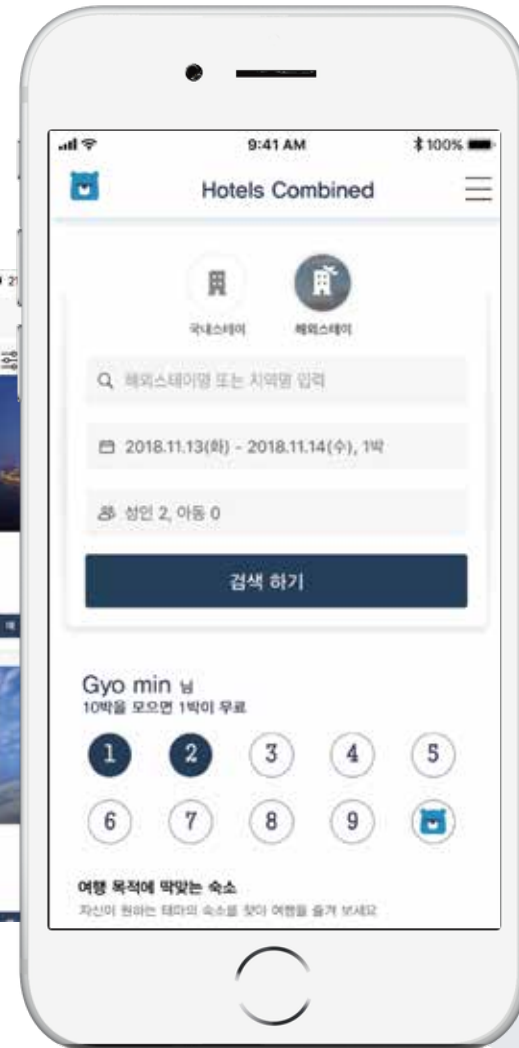 9:41 AM
100%
Hotels Combined
국내스테이
해외스테이
해외스테이명 또는 지역명 입력
2018.11.13(화) - 2018.11.14(수), 1박
성인 2, 아동 0
검색 하기
Gyo min 님
10박을 모으면 1박이 무료
1 2 3 4 5
6 7 8 9
여행 목적에 딱맞는 숙소
자신이 원하는 테마의 숙소를 찾아 여행을 즐겨 보세요